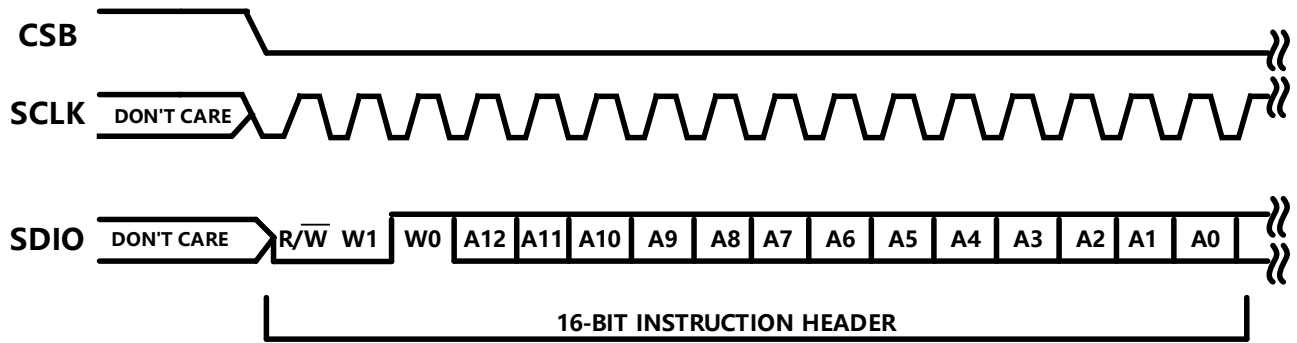 CSB
SCLK DON'T CARE
SDIO DON'T CARE R/W̅ W1 W0 A12 A11 A10 A9 A8 A7 A6 A5 A4 A3 A2 A1 A0
16-BIT INSTRUCTION HEADER